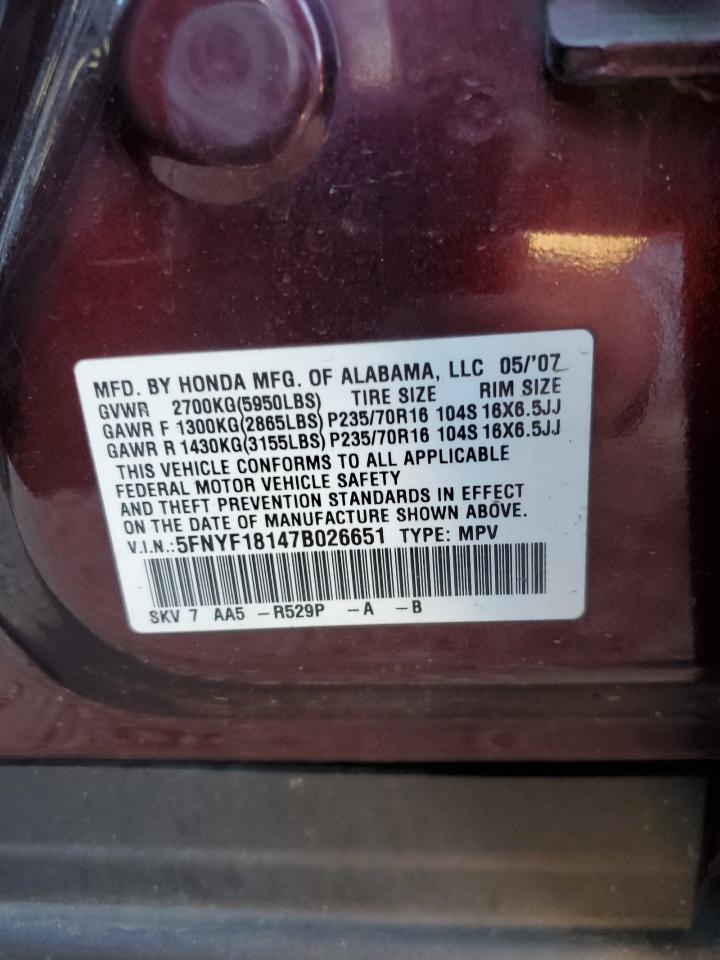 MFD. BY HONDA MFG. OF ALABAMA, LLC 05/'07
GVWR 2700KG(5950LBS) TIRE SIZE RIM SIZE
GAWR F 1300KG(2865LBS) P235/70R16 104S 16X6.5JJ
GAWR R 1430KG(3155LBS) P235/70R16 104S 16X6.5JJ
THIS VEHICLE CONFORMS TO ALL APPLICABLE
FEDERAL MOTOR VEHICLE SAFETY
AND THEFT PREVENTION STANDARDS IN EFFECT
ON THE DATE OF MANUFACTURE SHOWN ABOVE.
V.I.N.:5FNYF18147B026651 TYPE: MPV
SKV 7 AA5 -R529P -A -B